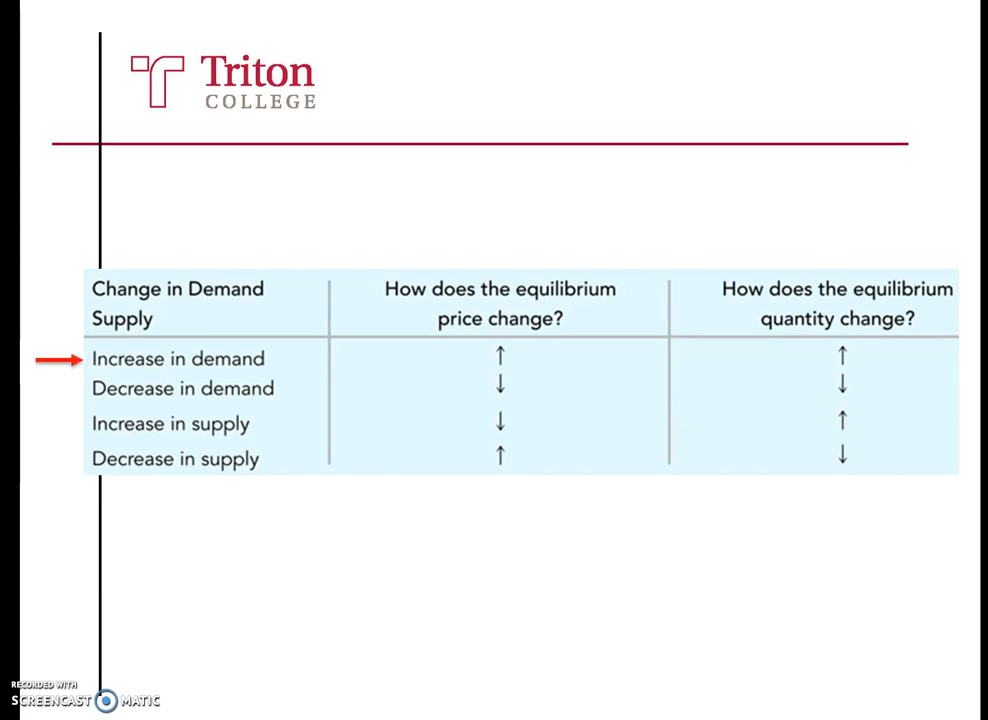 Triton
COLLEGE
Change in Demand
Supply
How does the equilibrium
price change?
How does the equilibrium
quantity change?
Increase in demand ↑ ↑
Decrease in demand ↓ ↓
Increase in supply ↓ ↑
Decrease in supply ↑ ↓
RECORDED WITH
SCREENCAST MATIC